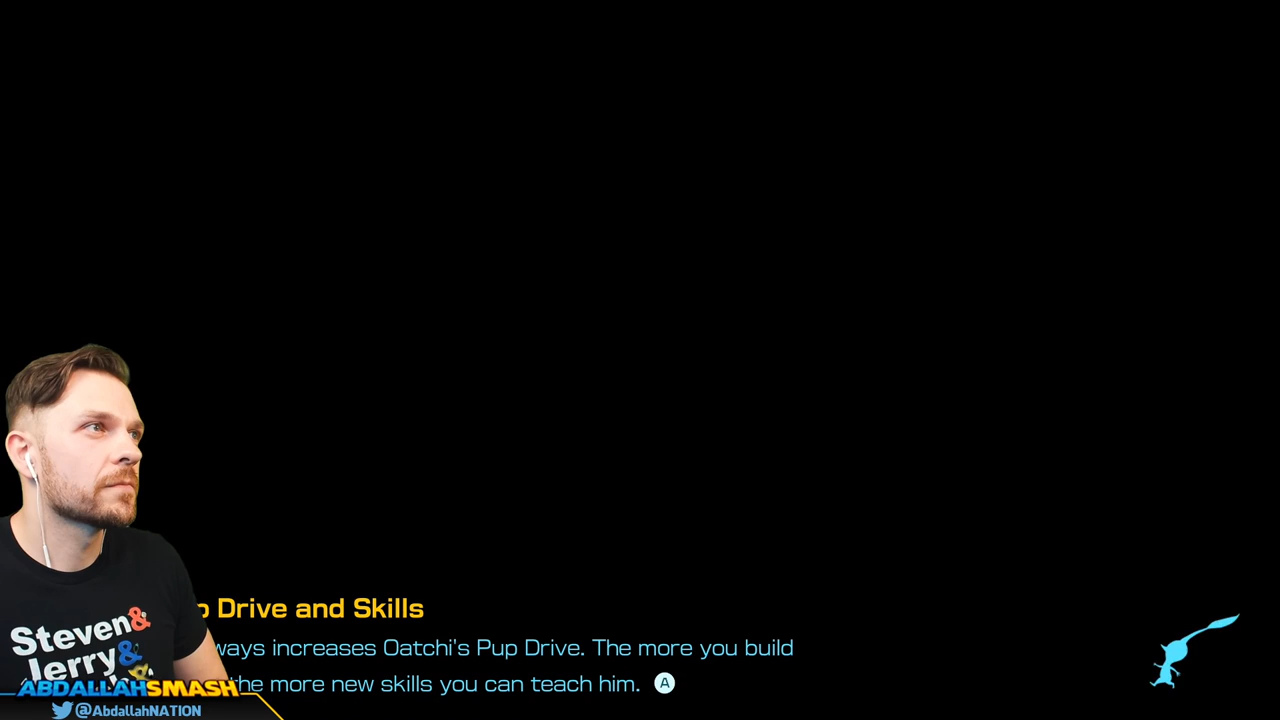 Drive and Skills
ways increases Oatchi's Pup Drive. The more you build
the more new skills you can teach him. A
Steven&
Jerry&
ABDALLAHSMASH
@AbdallahNATION